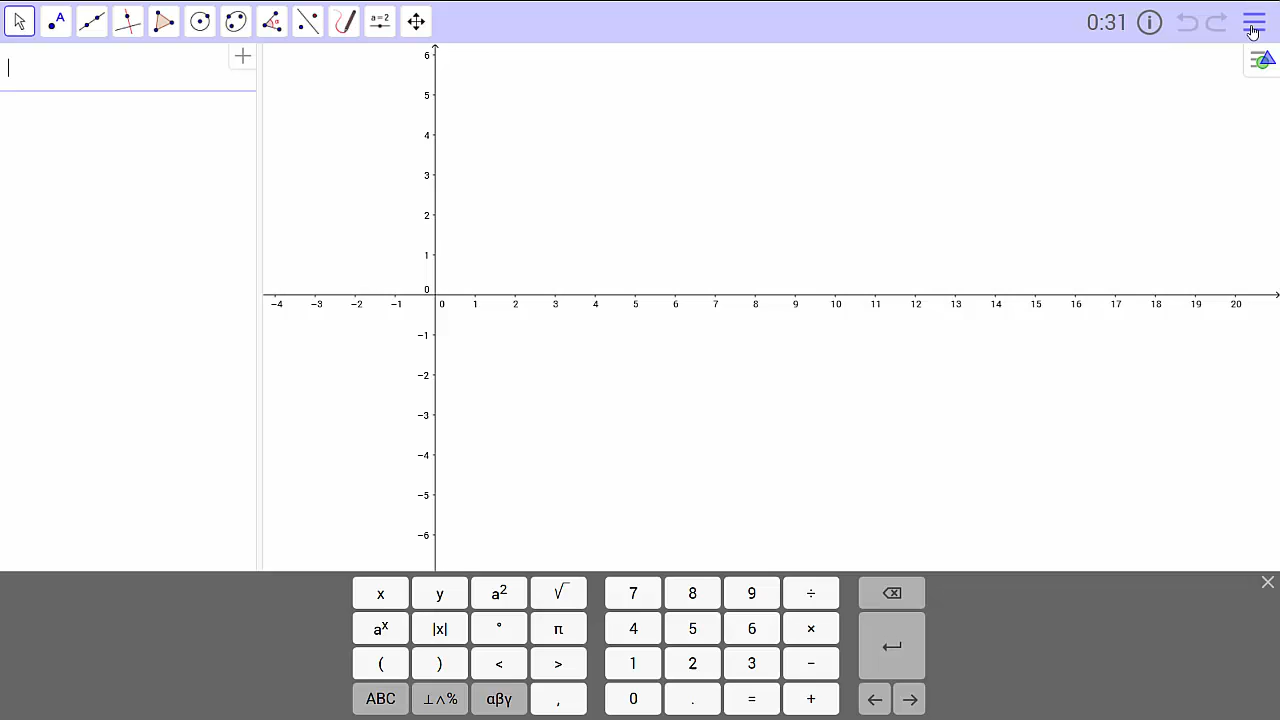 A
a=2
0:31
6
5
4
3
2
1
0
−4 −3 −2 −1 0 1 2 3 4 5 6 7 8 9 10 11 12 13 14 15 16 17 18 19 20
−1
−2
−3
−4
−5
−6
x y a² √ 7 8 9 ÷
aˣ |x| ° π 4 5 6 ×
( ) < > 1 2 3 −
ABC ⊥∧% αβγ , 0 . = +